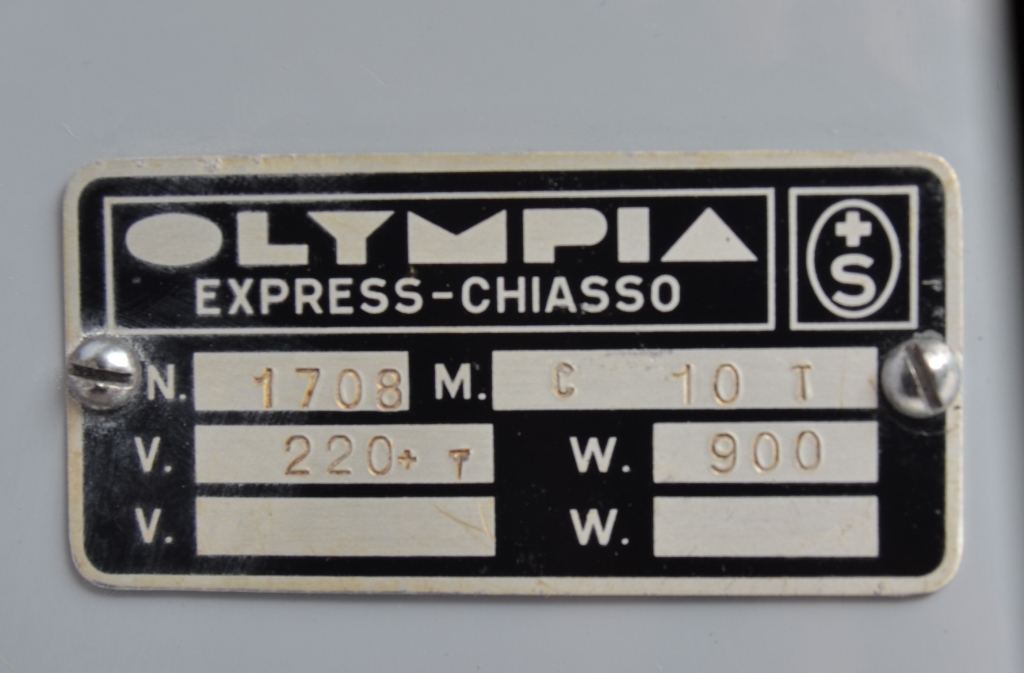 OLYMPIA
EXPRESS-CHIASSO
+S
N. 1708 M. C 10 T
V. 220+ T W. 900
V. W.